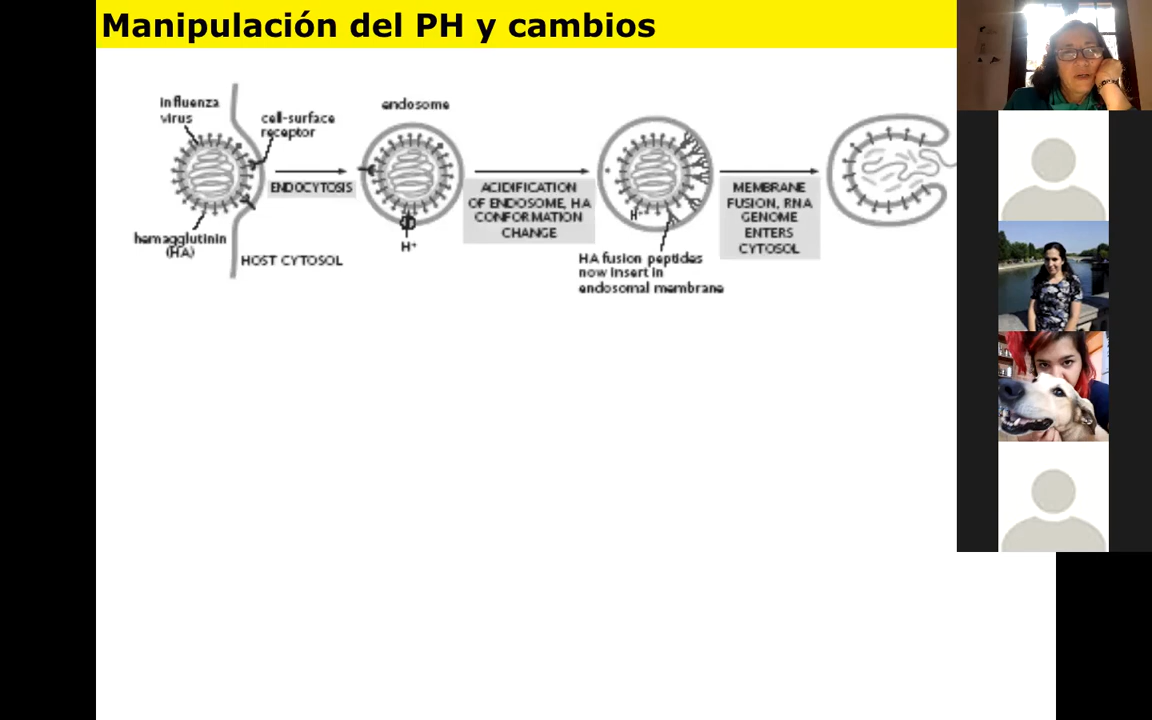 Manipulación del PH y cambios
influenza
virus
cell-surface
receptor
endosome
ENDOCYTOSIS
hemagglutinin
(HA)
HOST CYTOSOL
H⁺
ACIDIFICATION
OF ENDOSOME, HA
CONFORMATION
CHANGE
H⁺
HA fusion peptides
now insert in
endosomal membrane
MEMBRANE
FUSION, RNA
GENOME
ENTERS
CYTOSOL